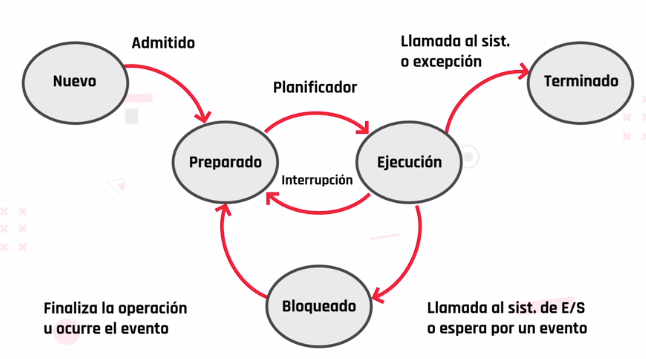 Admitido
Llamada al sist.
o excepción
Nuevo
Terminado
Planificador
Preparado
Ejecución
Interrupción
Bloqueado
Finaliza la operación
u ocurre el evento
Llamada al sist. de E/S
o espera por un evento